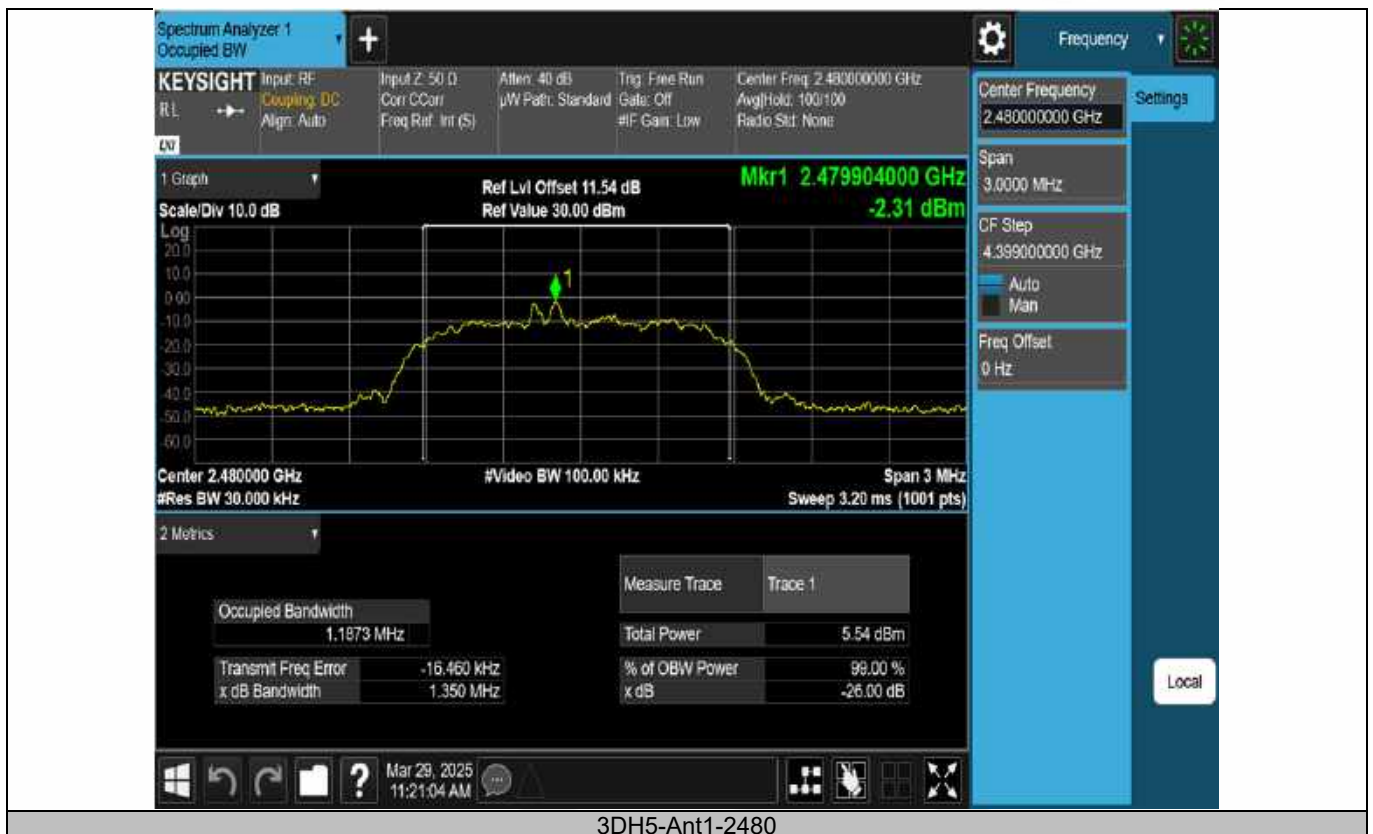 Spectrum Analyzer 1
Occupied BW
+
Frequency
KEYSIGHT
RL
LXI
Input: RF
Coupling: DC
Align: Auto
Input Z: 50 Ω
Corr CCorr
Freq Ref: Int (S)
Atten: 40 dB
µW Path: Standard
Trig: Free Run
Gate: Off
#IF Gain: Low
Center Freq: 2.480000000 GHz
Avg|Hold: 100/100
Radio Std: None
Center Frequency
2.480000000 GHz
Settings
Span
3.0000 MHz
CF Step
4.399000000 GHz
Auto
Man
Freq Offset
0 Hz
1 Graph
Scale/Div 10.0 dB
Ref Lvl Offset 11.54 dB
Ref Value 30.00 dBm
Mkr1 2.479904000 GHz
-2.31 dBm
Log
20.0
10.0
0.00
-10.0
-20.0
-30.0
-40.0
-50.0
-60.0
1
Center 2.480000 GHz
#Video BW 100.00 kHz
Span 3 MHz
#Res BW 30.000 kHz
Sweep 3.20 ms (1001 pts)
2 Metrics
Measure Trace Trace 1
Occupied Bandwidth
1.1873 MHz
Total Power 5.54 dBm
Transmit Freq Error -16.460 kHz
% of OBW Power 99.00 %
x dB Bandwidth 1.350 MHz
x dB -26.00 dB
Local
?
Mar 29, 2025
11:21:04 AM
3DH5-Ant1-2480